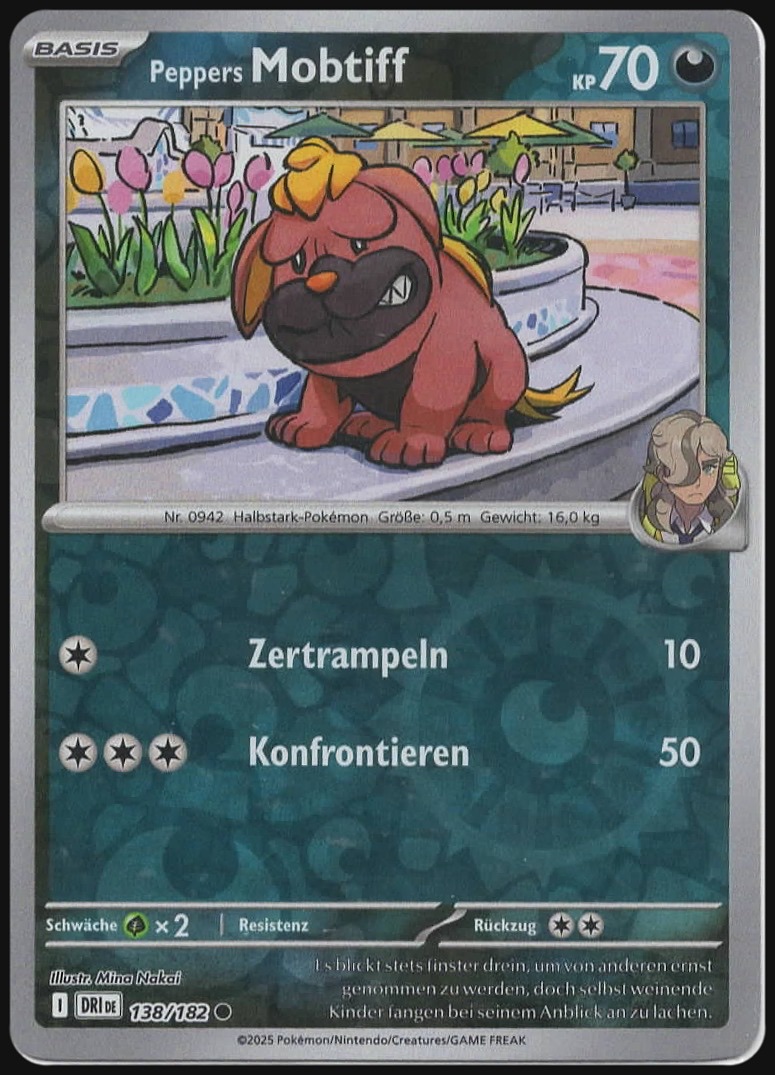 BASIS
Peppers Mobtiff KP 70
Nr. 0942 Halbstark-Pokémon Größe: 0,5 m Gewicht: 16,0 kg
Zertrampeln 10
Konfrontieren 50
Schwäche ×2 | Resistenz Rückzug
Es blickt stets finster drein, um von anderen ernst
genommen zu werden, doch selbst weinende
Kinder fangen bei seinem Anblick an zu lachen.
Illustr. Mina Nakai
I DRI DE 138/182
©2025 Pokémon/Nintendo/Creatures/GAME FREAK